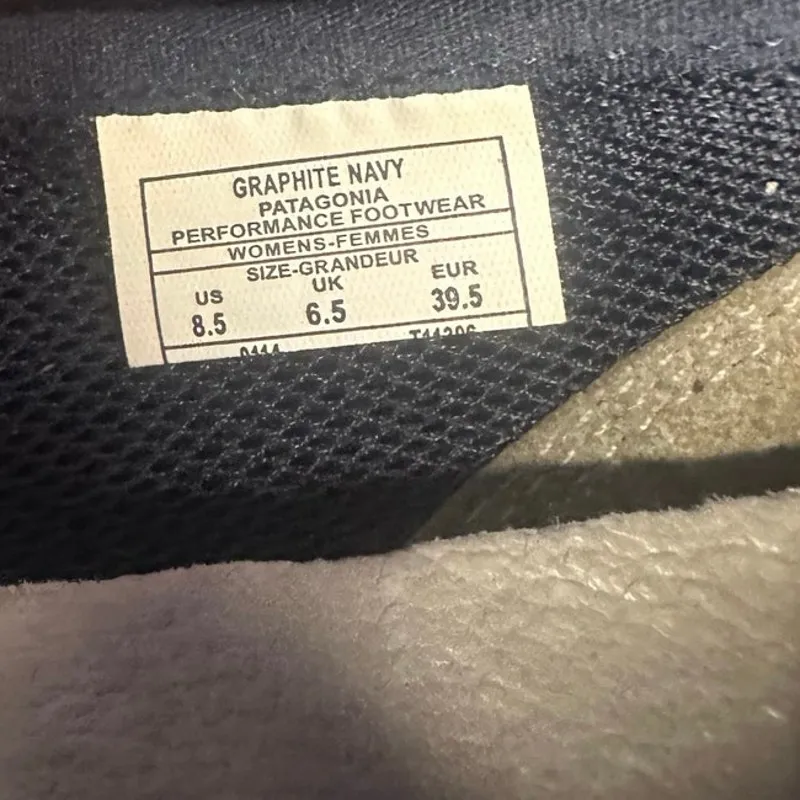 GRAPHITE NAVY
PATAGONIA
PERFORMANCE FOOTWEAR
WOMENS-FEMMES
SIZE-GRANDEUR
US UK EUR
8.5 6.5 39.5